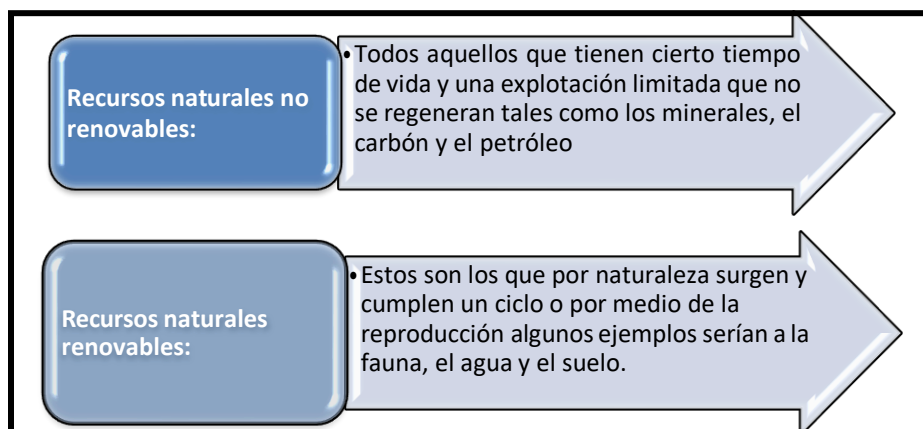 Recursos naturales no
renovables:
•Todos aquellos que tienen cierto tiempo
de vida y una explotación limitada que no
se regeneran tales como los minerales, el
carbón y el petróleo
Recursos naturales
renovables:
•Estos son los que por naturaleza surgen y
cumplen un ciclo o por medio de la
reproducción algunos ejemplos serían a la
fauna, el agua y el suelo.